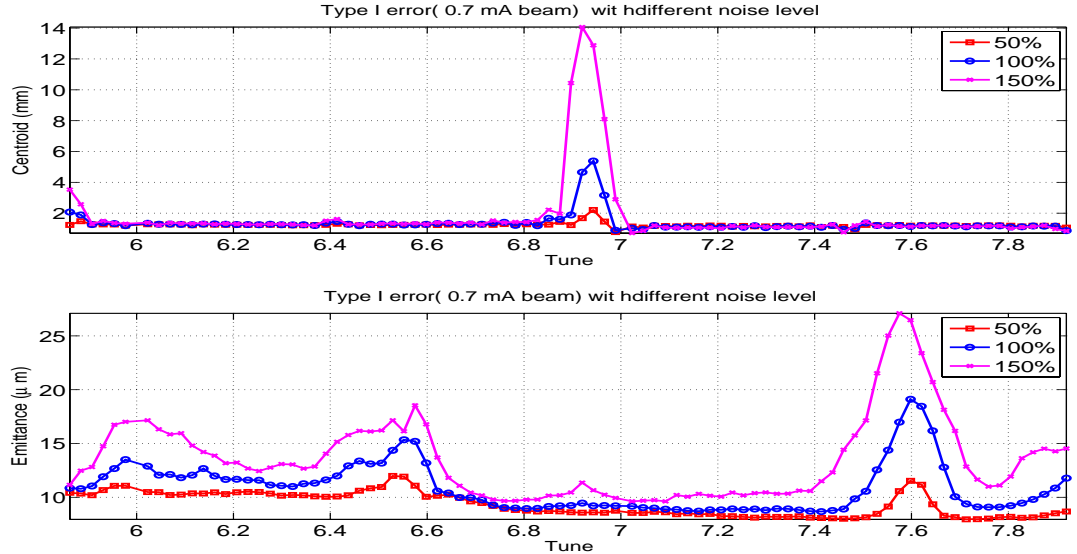 Type I error( 0.7 mA beam)  wit hdifferent noise level
14
12
10
8
6
4
2
Centroid (mm)
50%
100%
150%
6 6.2 6.4 6.6 6.8 7 7.2 7.4 7.6 7.8
Tune
Type I error( 0.7 mA beam) wit hdifferent noise level
25
20
15
10
Emittance (μ m)
50%
100%
150%
6 6.2 6.4 6.6 6.8 7 7.2 7.4 7.6 7.8
Tune